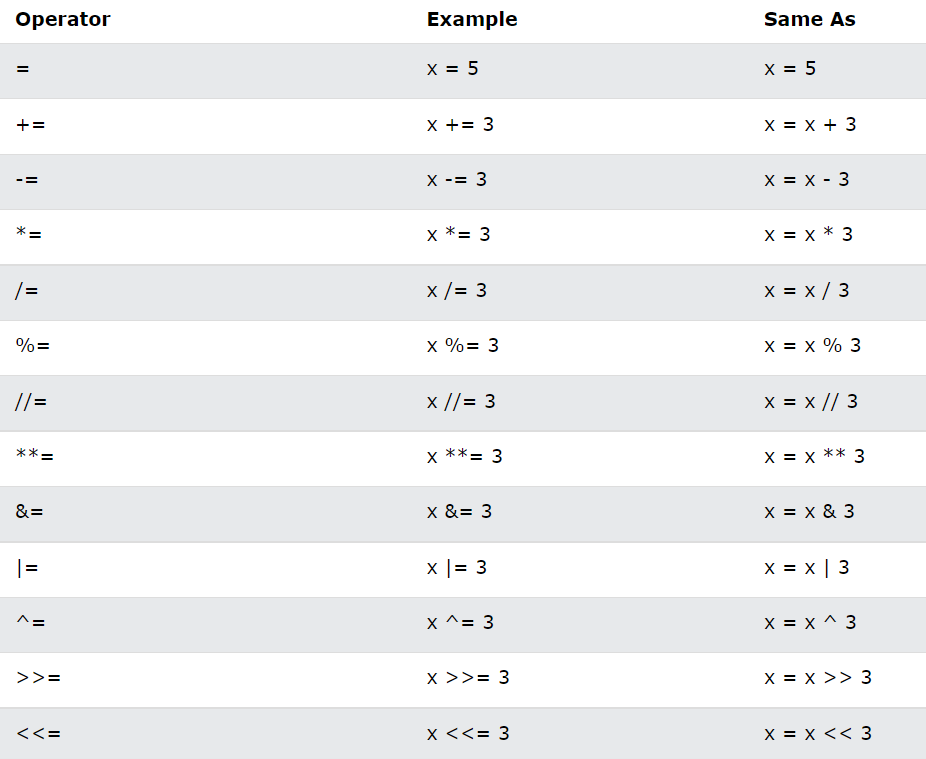 Operator Example Same As
= x = 5 x = 5
+= x += 3 x = x + 3
-= x -= 3 x = x - 3
*= x *= 3 x = x * 3
/= x /= 3 x = x / 3
%= x %= 3 x = x % 3
//= x //= 3 x = x // 3
**= x **= 3 x = x ** 3
&= x &= 3 x = x & 3
|= x |= 3 x = x | 3
^= x ^= 3 x = x ^ 3
>>= x >>= 3 x = x >> 3
<<= x <<= 3 x = x << 3